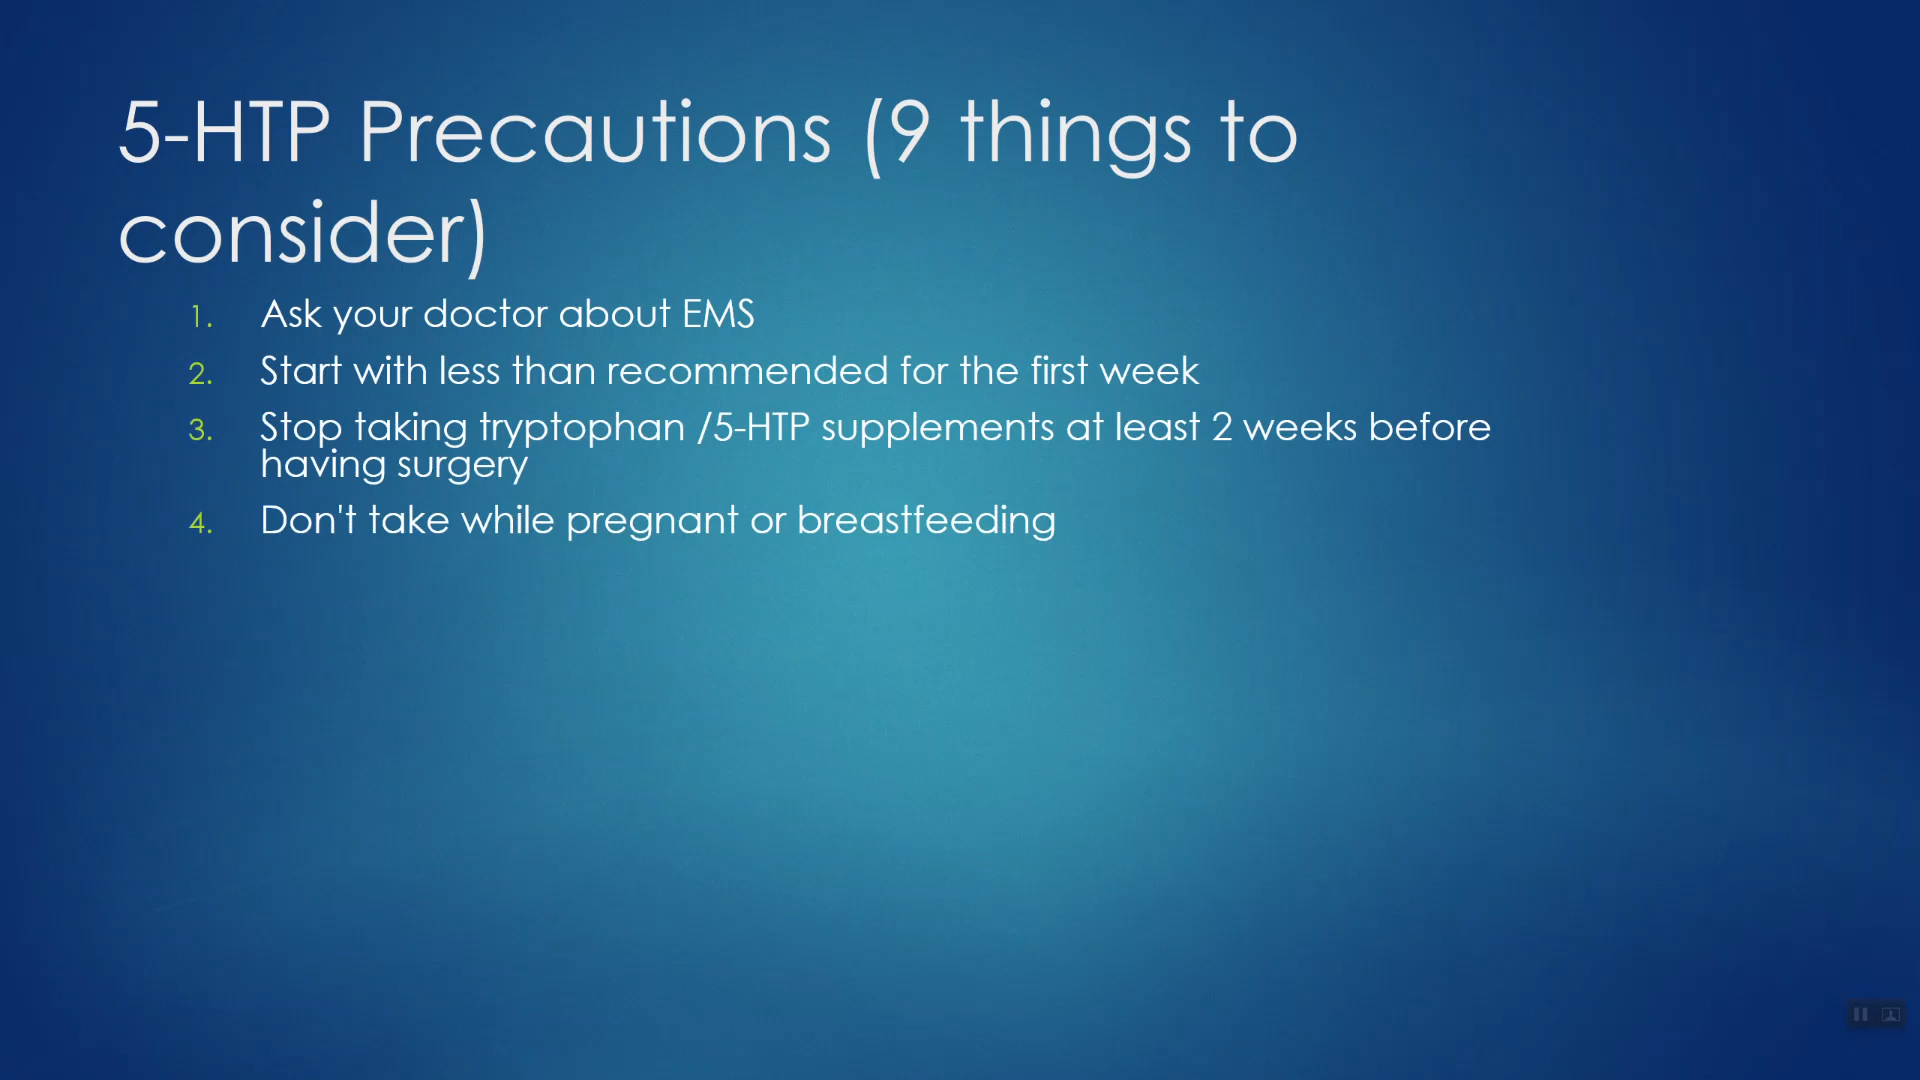 5-HTP Precautions (9 things to
consider)
1. Ask your doctor about EMS
2. Start with less than recommended for the first week
3. Stop taking tryptophan /5-HTP supplements at least 2 weeks before
having surgery
4. Don't take while pregnant or breastfeeding